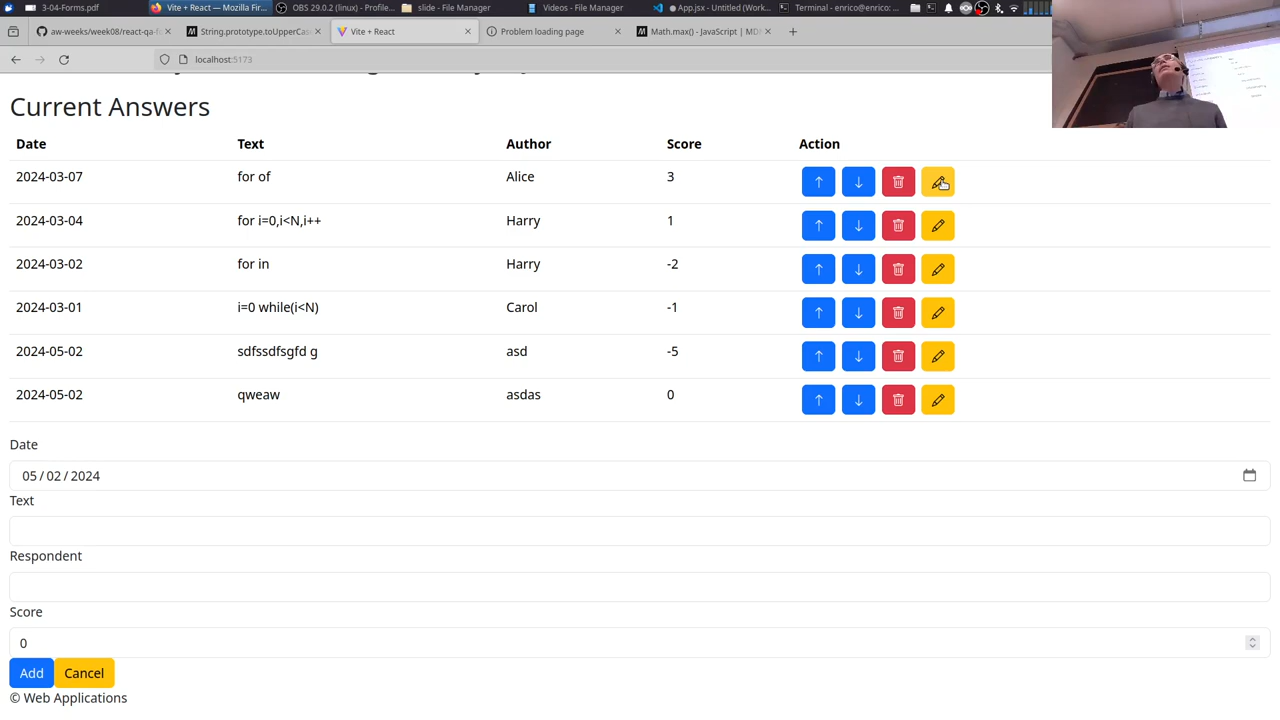 3-04-Forms.pdf
Vite + React — Mozilla Fir...
OBS 29.0.2 (linux) - Profile...
slide - File Manager
Videos - File Manager
● App.jsx - Untitled (Work...
Terminal - enrico@enrico: ...
aw-weeks/week08/react-qa-f
String.prototype.toUpperCas
Vite + React
Problem loading page
Math.max() - JavaScript | MD
localhost:5173
Current Answers
Date Text Author Score Action
2024-03-07 for of Alice 3
2024-03-04 for i=0,i<N,i++ Harry 1
2024-03-02 for in Harry -2
2024-03-01 i=0 while(i<N) Carol -1
2024-05-02 sdfssdfsgfd g asd -5
2024-05-02 qweaw asdas 0
Date
05/02/2024
Text
Respondent
Score
0
Add Cancel
© Web Applications